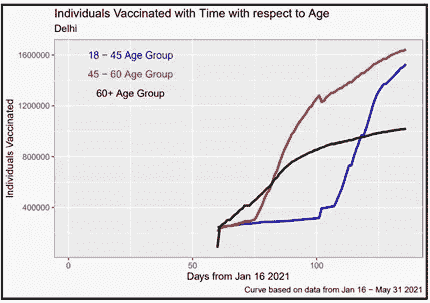 Individuals Vaccinated with Time with respect to Age
Delhi
18 − 45 Age Group
45 − 60 Age Group
60+ Age Group
Individuals Vaccinated
1600000
1200000
800000
400000
0
50
100
Days from Jan 16 2021
Curve based on data from Jan 16 − May 31 2021